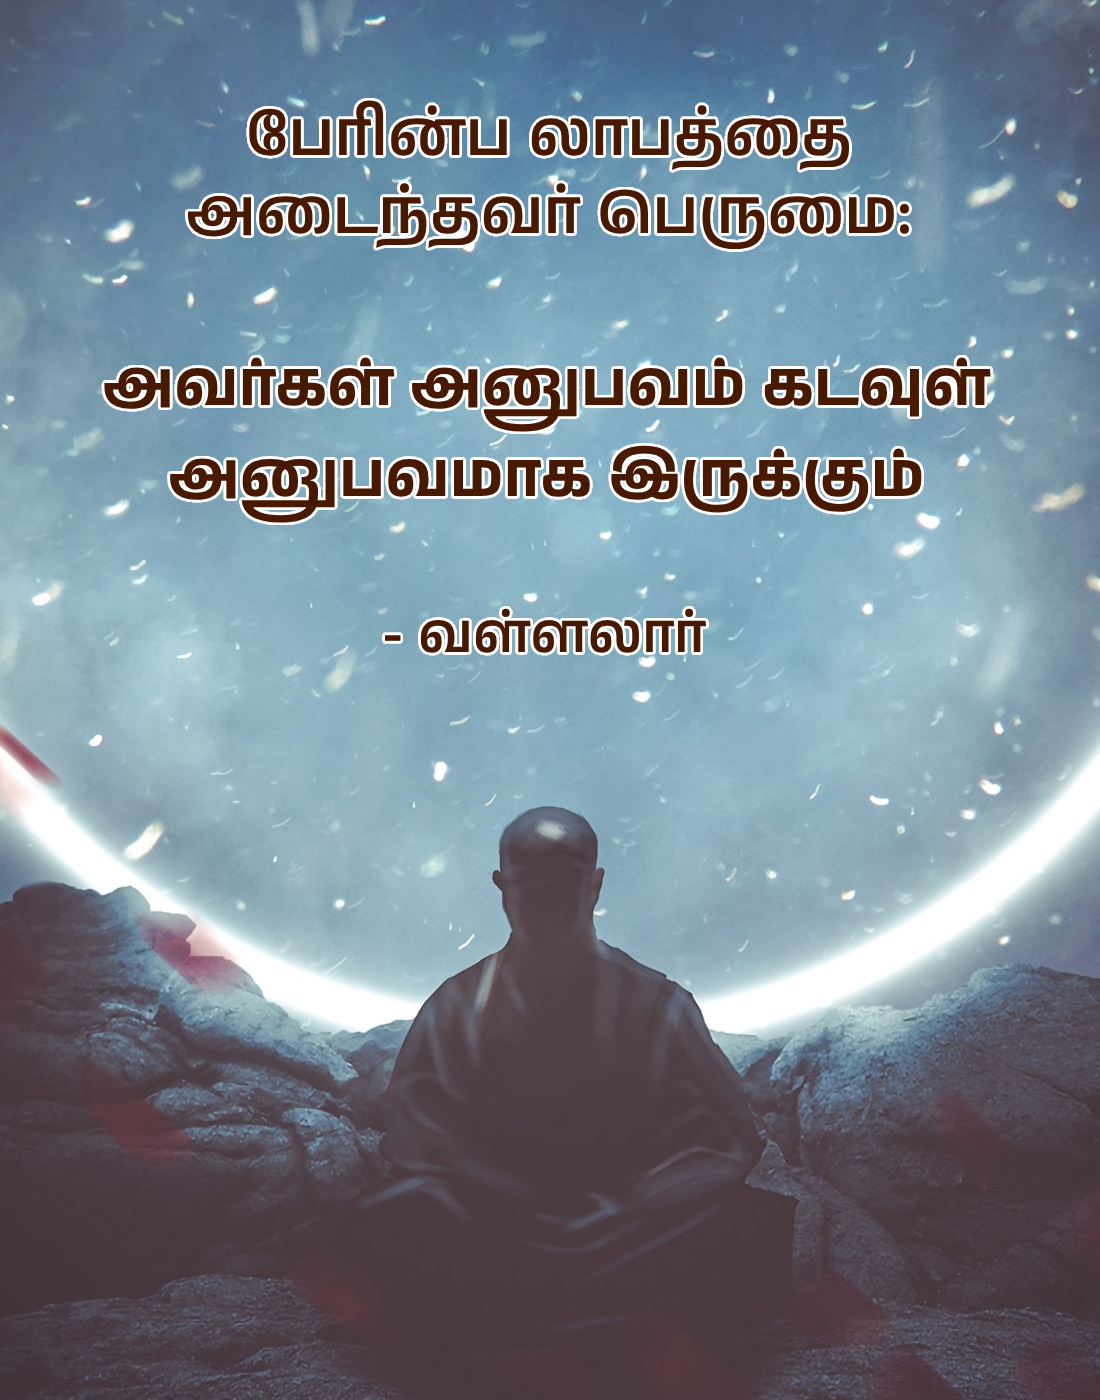 பேரின்ப லாபத்தை
அடைந்தவர் பெருமை:
அவர்கள் அனுபவம் கடவுள்
அனுபவமாக இருக்கும்
- வள்ளலார்